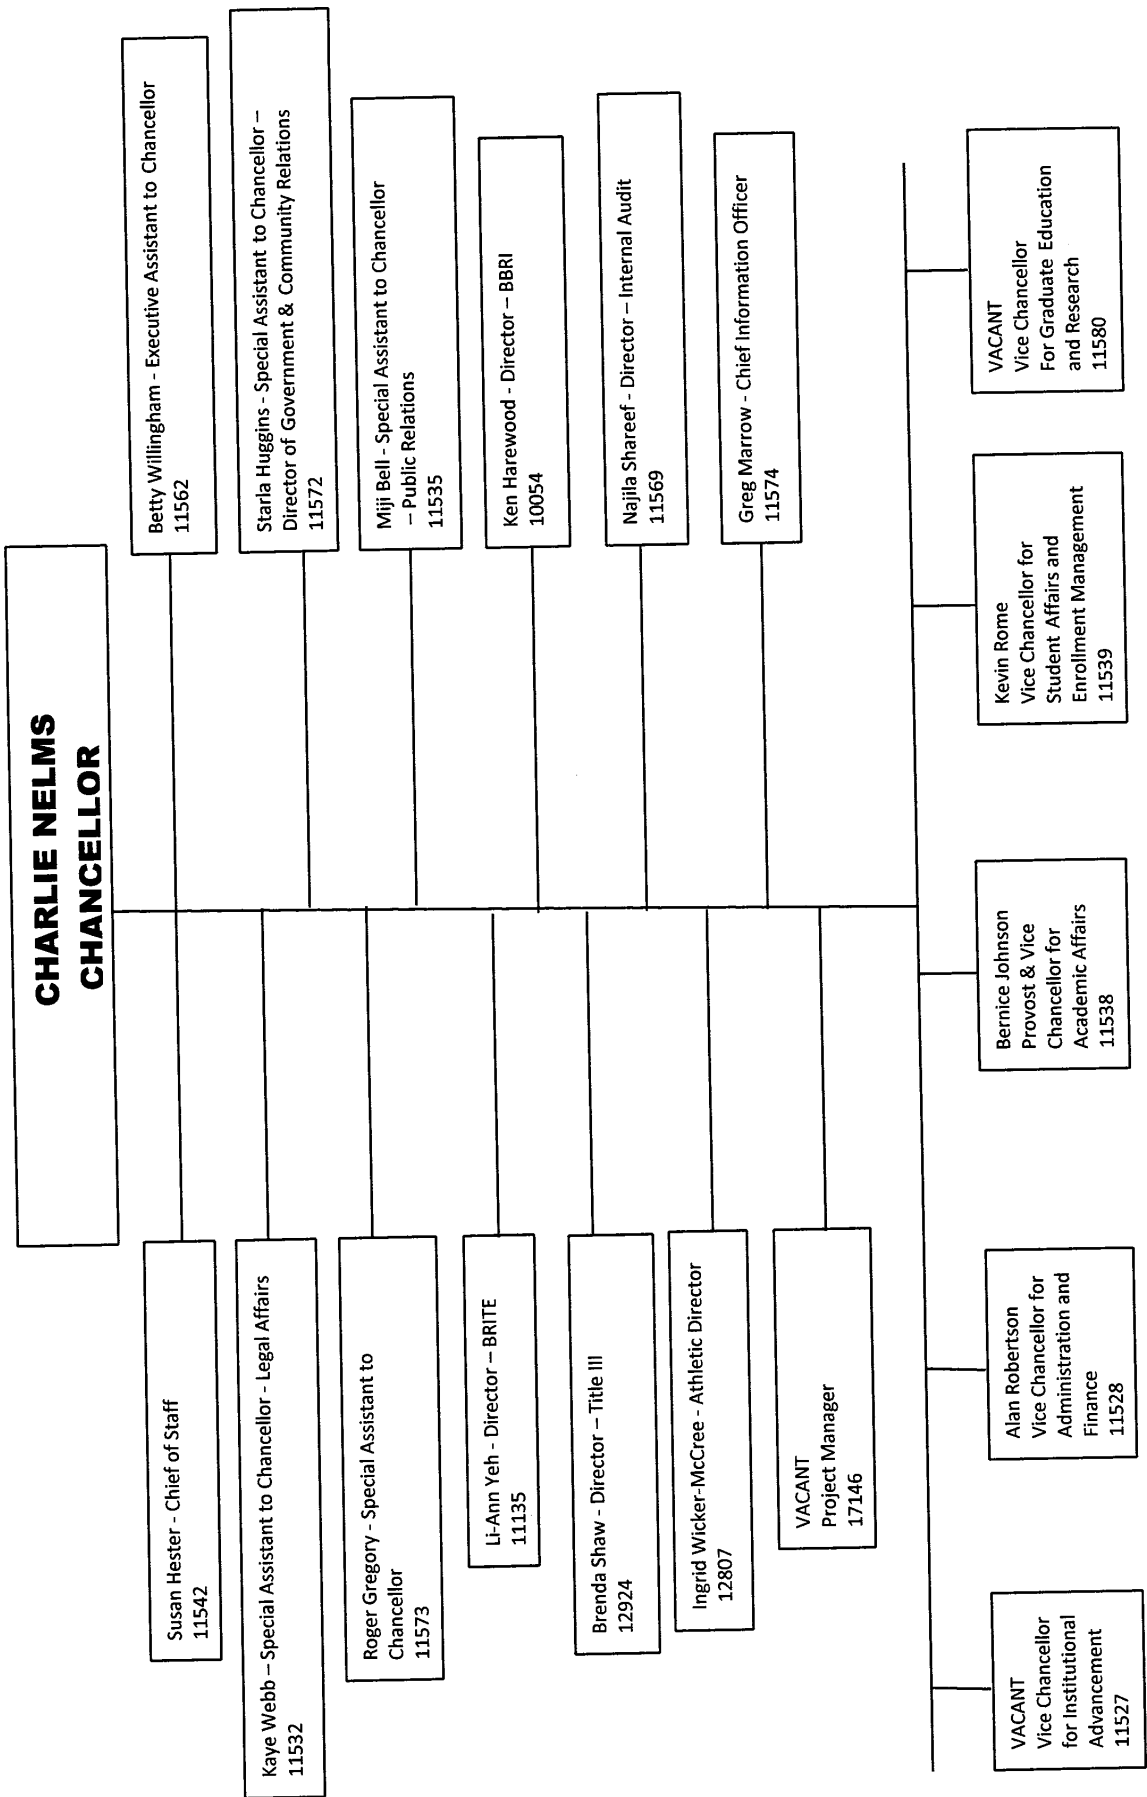 CHARLIE NELMS
CHANCELLOR
Susan Hester - Chief of Staff
11542
Kaye Webb – Special Assistant to Chancellor - Legal Affairs
11532
Roger Gregory - Special Assistant to
Chancellor
11573
Li-Ann Yeh - Director – BRITE
11135
Brenda Shaw - Director – Title III
12924
Ingrid Wicker-McCree - Athletic Director
12807
VACANT
Project Manager
17146
Betty Willingham - Executive Assistant to Chancellor
11562
Starla Huggins - Special Assistant to Chancellor –
Director of Government & Community Relations
11572
Miji Bell - Special Assistant to Chancellor
– Public Relations
11535
Ken Harewood - Director – BBRI
10054
Najila Shareef - Director – Internal Audit
11569
Greg Marrow - Chief Information Officer
11574
VACANT
Vice Chancellor
for Institutional
Advancement
11527
Alan Robertson
Vice Chancellor for
Administration and
Finance
11528
Bernice Johnson
Provost & Vice
Chancellor for
Academic Affairs
11538
Kevin Rome
Vice Chancellor for
Student Affairs and
Enrollment Management
11539
VACANT
Vice Chancellor
For Graduate Education
and Research
11580